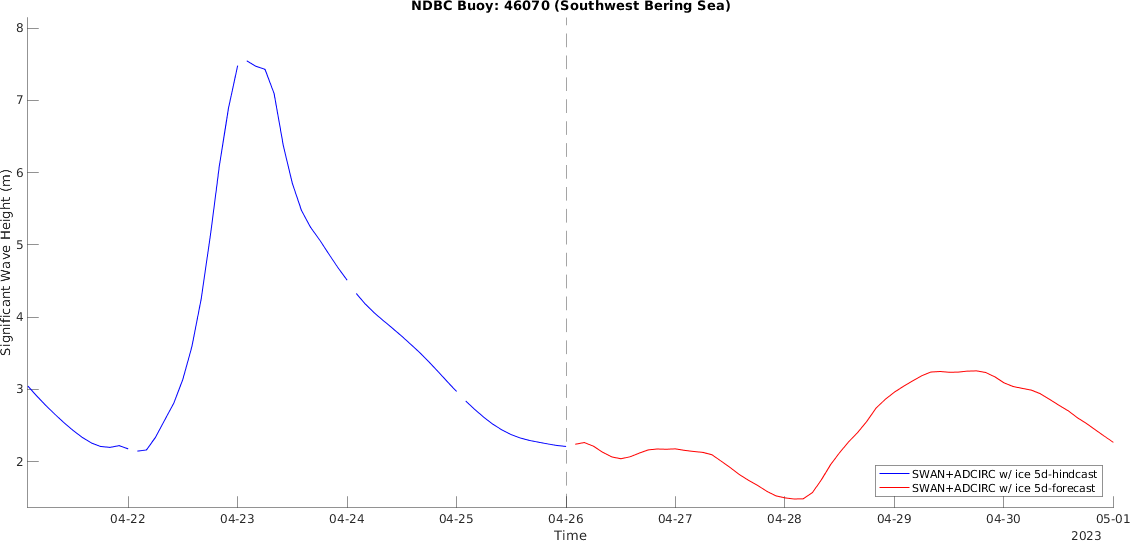 NDBC Buoy: 46070 (Southwest Bering Sea)
Significant Wave Height (m)
8
7
6
5
4
3
2
SWAN+ADCIRC w/ ice 5d-hindcast
SWAN+ADCIRC w/ ice 5d-forecast
04-22 04-23 04-24 04-25 04-26 04-27 04-28 04-29 04-30 05-01
Time
2023